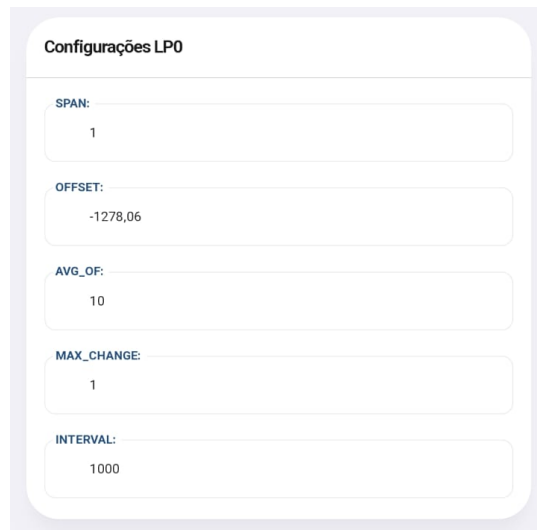 Configurações LP0
SPAN:
1
OFFSET:
-1278,06
AVG_OF:
10
MAX_CHANGE:
1
INTERVAL:
1000